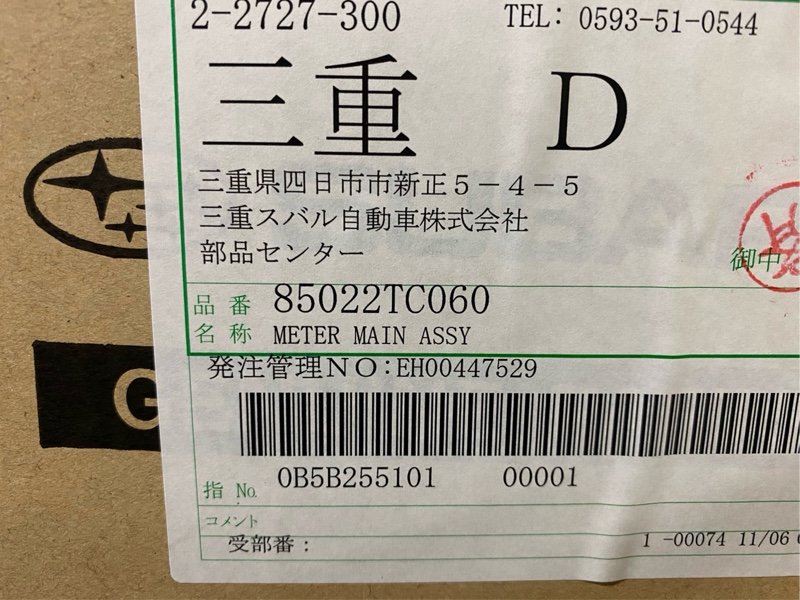 2-2727-300 TEL: 0593-51-0544
三重 D
三重県四日市市新正5-4-5
三重スバル自動車株式会社
部品センター
御中
品番 85022TC060
名称 METER MAIN ASSY
発注管理NO:EH00447529
G
指 No. 0B5B255101 00001
コメント
受部番: 1 -00074 11/06